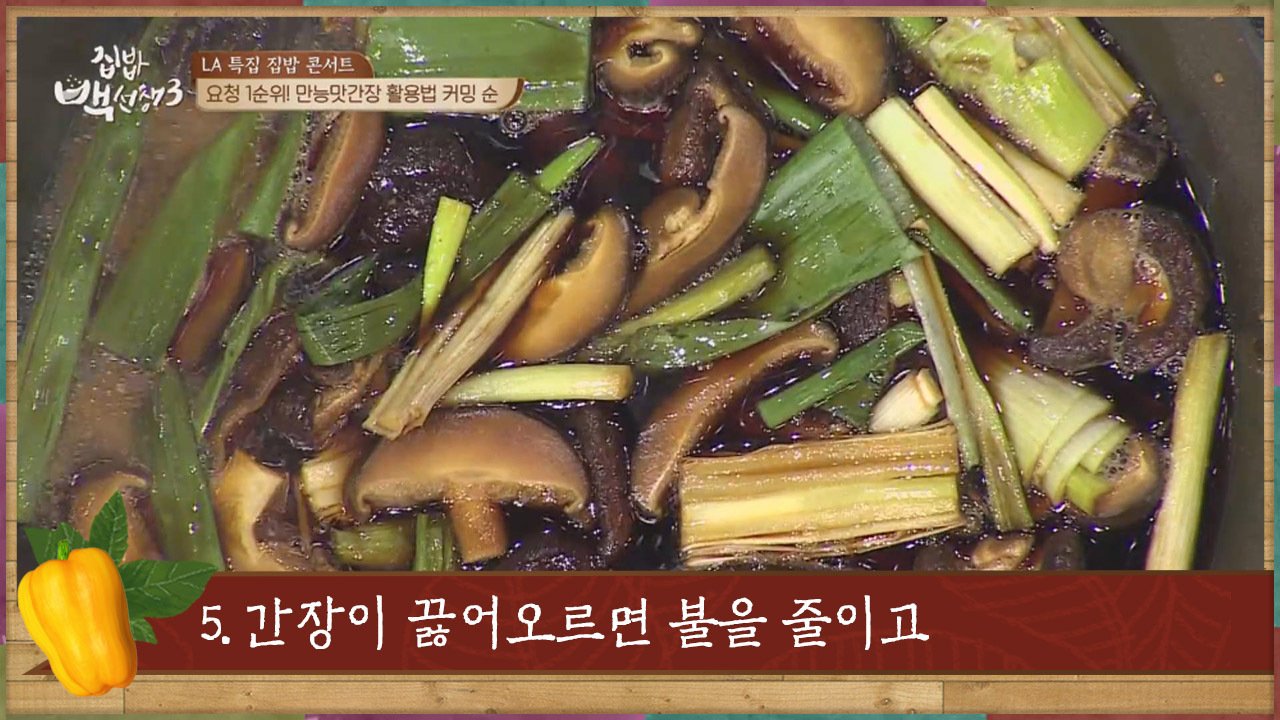 집밥
백선생3
LA 특집 집밥 콘서트
요청 1순위! 만능맛간장 활용법 커밍 순
5. 간장이 끓어오르면 불을 줄이고